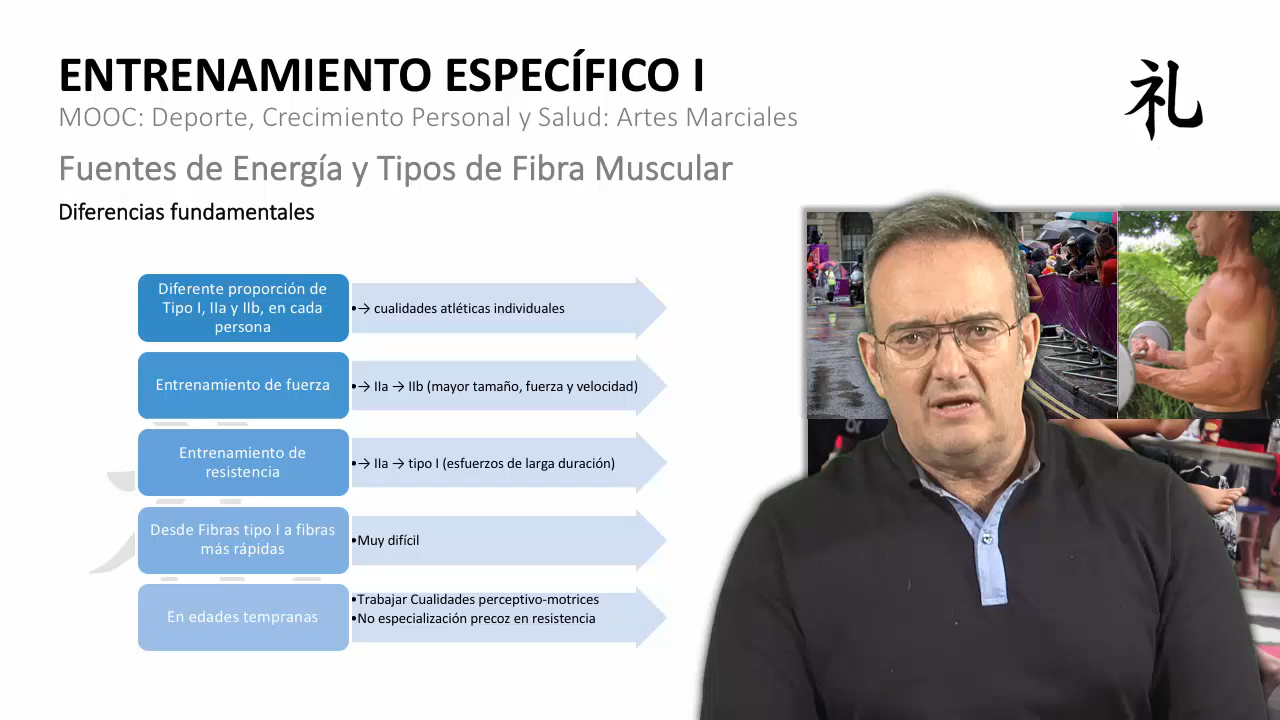 ENTRENAMIENTO ESPECÍFICO I
MOOC: Deporte, Crecimiento Personal y Salud: Artes Marciales
礼
Fuentes de Energía y Tipos de Fibra Muscular
Diferencias fundamentales
Diferente proporción de
Tipo I, IIa y IIb, en cada
persona
•→ cualidades atléticas individuales
Entrenamiento de fuerza
•→ IIa → IIb (mayor tamaño, fuerza y velocidad)
Entrenamiento de
resistencia
•→ IIa → tipo I (esfuerzos de larga duración)
Desde Fibras tipo I a fibras
más rápidas
•Muy difícil
En edades tempranas
•Trabajar Cualidades perceptivo-motrices
•No especialización precoz en resistencia